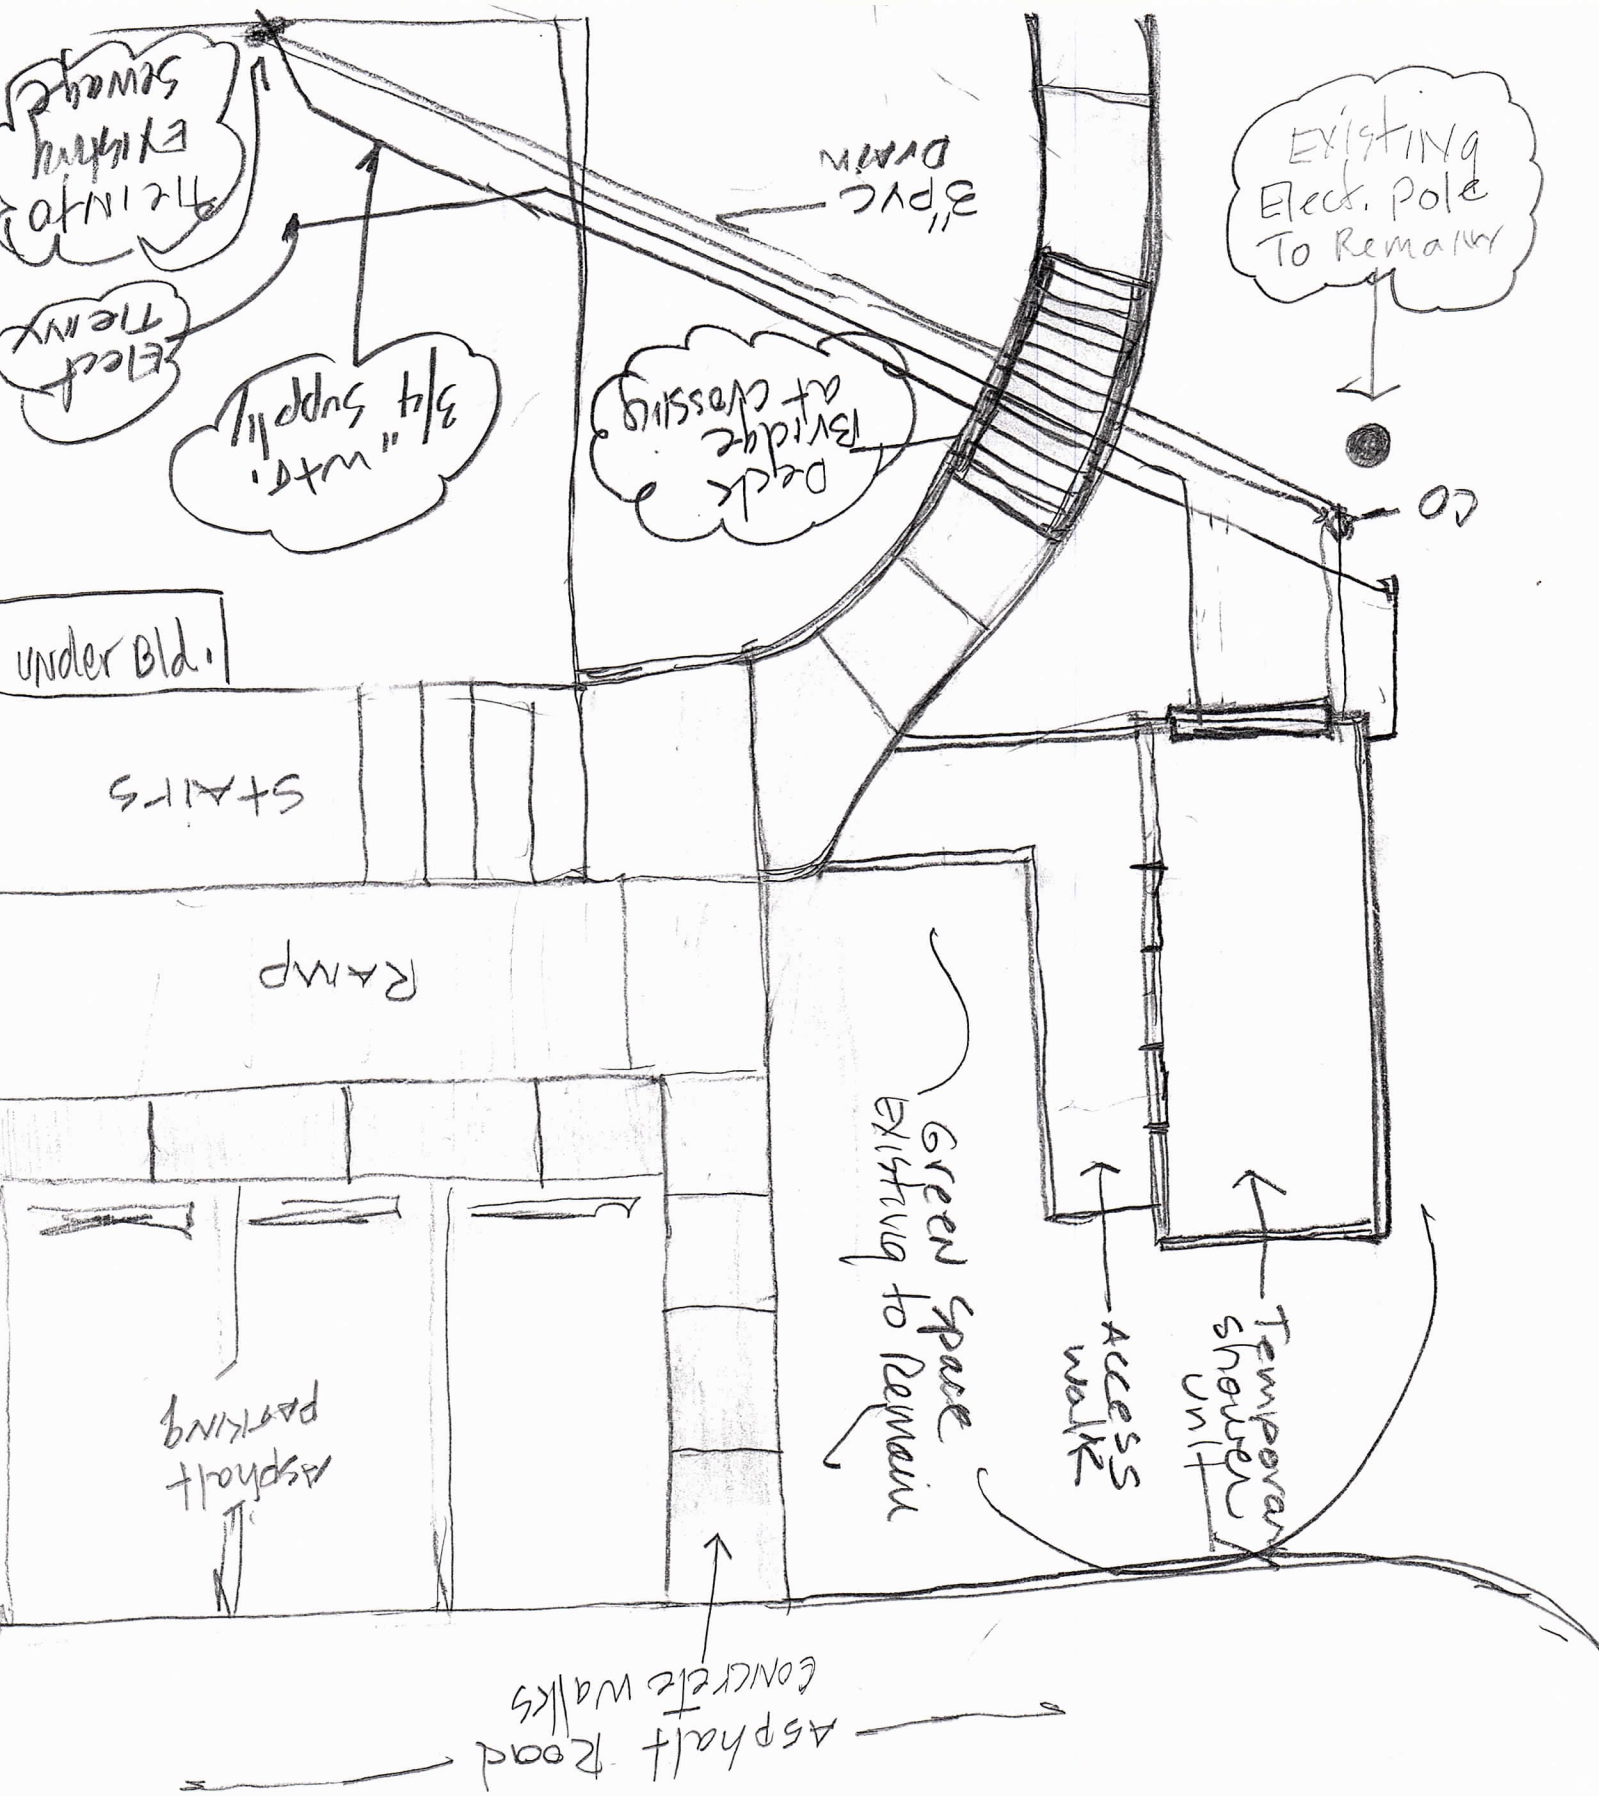 Existing
Elect. Pole
To Remain
CO
3" PVC
Drain
Tie INTO
Existing
Sewage
Elect
Tie INX
3/4" wtr.
Supply
Deck
Bridge
at crossing
under Bld.
Stairs
Ramp
Asphalt
parking
Green Space
Existing to Remain
Access
walk
Temporary
shower
unit
Concrete walks
Asphalt Road